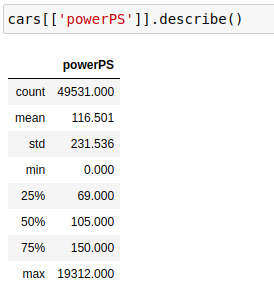 cars[['powerPS']].describe()
powerPS
count 49531.000
mean 116.501
std 231.536
min 0.000
25% 69.000
50% 105.000
75% 150.000
max 19312.000